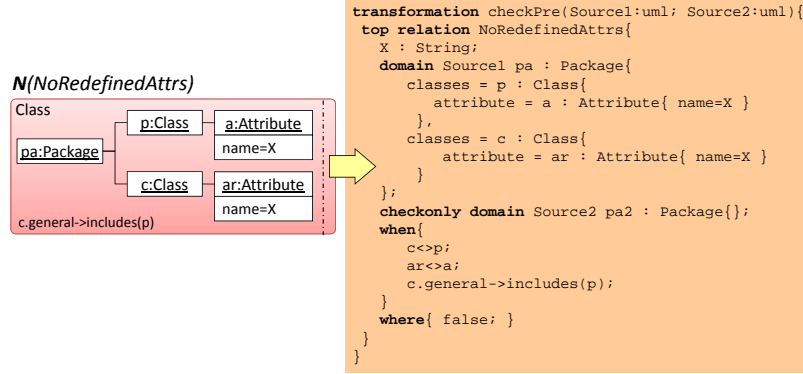 N(NoRedefinedAttrs)
Class
pa:Package
p:Class
a:Attribute
name=X
c:Class
ar:Attribute
name=X
c.general->includes(p)
transformation checkPre(Source1:uml; Source2:uml){
top relation NoRedefinedAttrs{
X : String;
domain Source1 pa : Package{
classes = p : Class{
attribute = a : Attribute{ name=X }
},
classes = c : Class{
attribute = ar : Attribute{ name=X }
}
};
checkonly domain Source2 pa2 : Package{};
when{
c<>p;
ar<>a;
c.general->includes(p);
}
where{ false; }
}
}